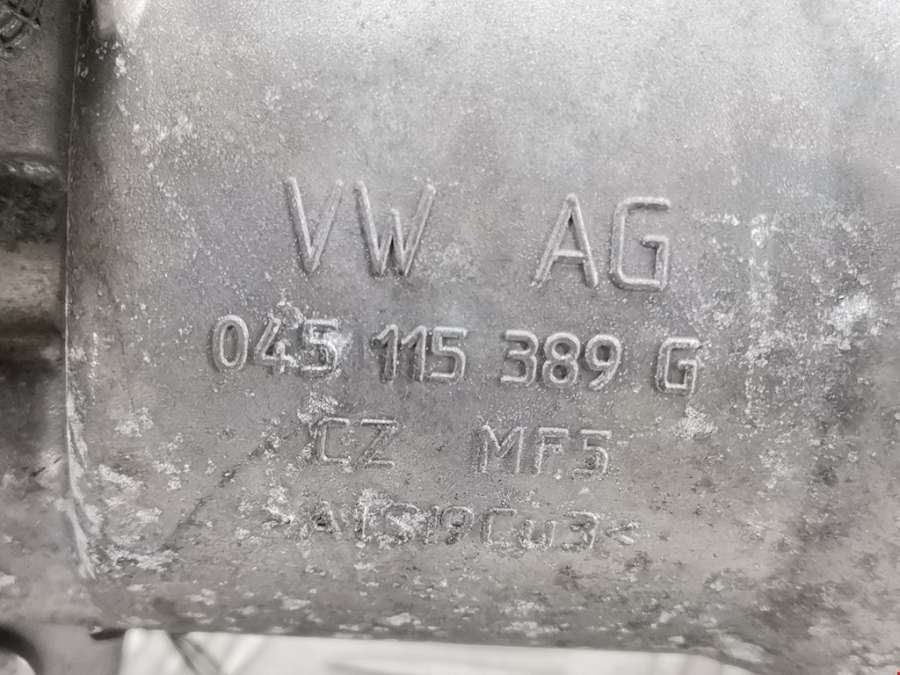 VW AG
045 115 389 G
CZ MF5
>AlSi9Cu3<